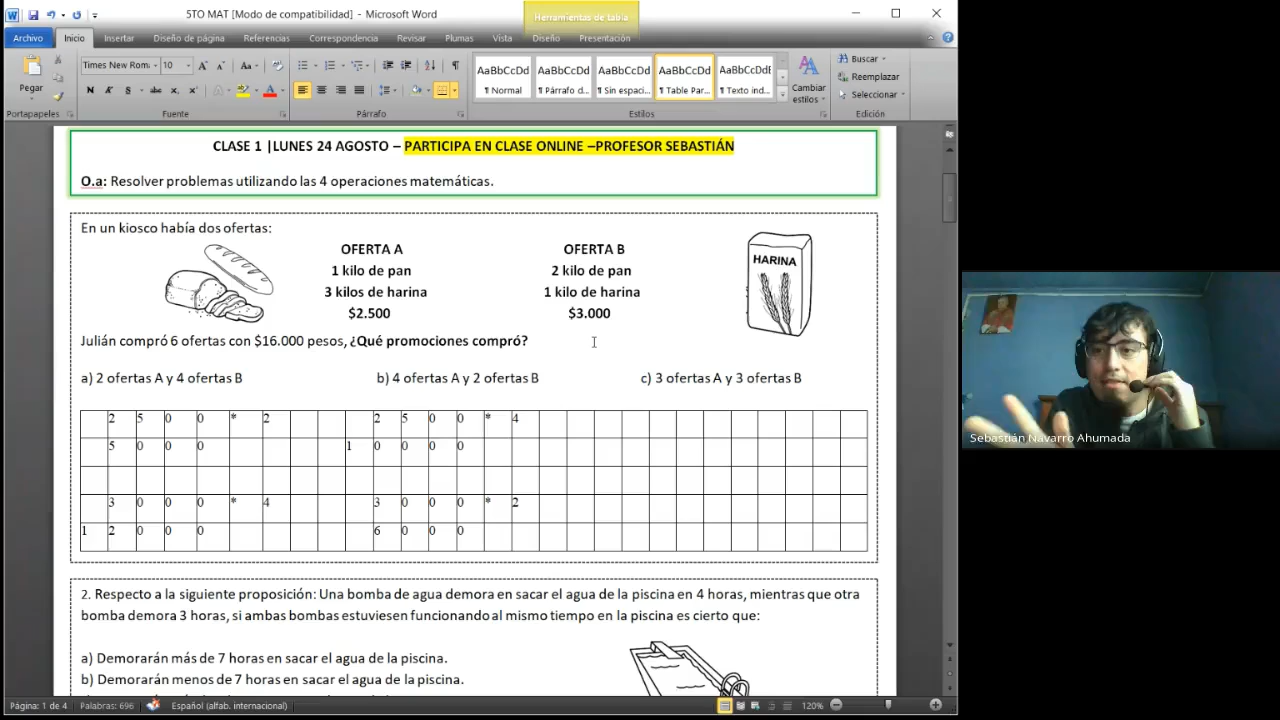 5TO MAT [Modo de compatibilidad] - Microsoft Word
Herramientas de tabla
Archivo Inicio Insertar Diseño de página Referencias Correspondencia Revisar Plumas Vista Diseño Presentación
Pegar
Times New Rom 10
AaBbCcDd AaBbCcDd AaBbCcDd AaBbCcDd AaBbCcDd
¶ Normal ¶ Párrafo d... ¶ Sin espaci... ¶ Table Par... ¶ Texto ind...
Cambiar estilos
Buscar
Reemplazar
Seleccionar
Portapapeles Fuente Párrafo Estilos Edición
CLASE 1 |LUNES 24 AGOSTO – PARTICIPA EN CLASE ONLINE –PROFESOR SEBASTIÁN
O.a: Resolver problemas utilizando las 4 operaciones matemáticas.
En un kiosco había dos ofertas:
OFERTA A OFERTA B
1 kilo de pan 2 kilo de pan
3 kilos de harina 1 kilo de harina
$2.500 $3.000
HARINA
Julián compró 6 ofertas con $16.000 pesos, ¿Qué promociones compró?
a) 2 ofertas A y 4 ofertas B b) 4 ofertas A y 2 ofertas B c) 3 ofertas A y 3 ofertas B
2 5 0 0 * 2 2 5 0 0 * 4
5 0 0 0 1 0 0 0 0
3 0 0 0 * 4 3 0 0 0 * 2
1 2 0 0 0 6 0 0 0
2. Respecto a la siguiente proposición: Una bomba de agua demora en sacar el agua de la piscina en 4 horas, mientras que otra
bomba demora 3 horas, si ambas bombas estuviesen funcionando al mismo tiempo en la piscina es cierto que:
a) Demorarán más de 7 horas en sacar el agua de la piscina.
b) Demorarán menos de 7 horas en sacar el agua de la piscina.
Página: 1 de 4 Palabras: 696 Español (alfab. internacional) 120%
Sebastián Navarro Ahumada